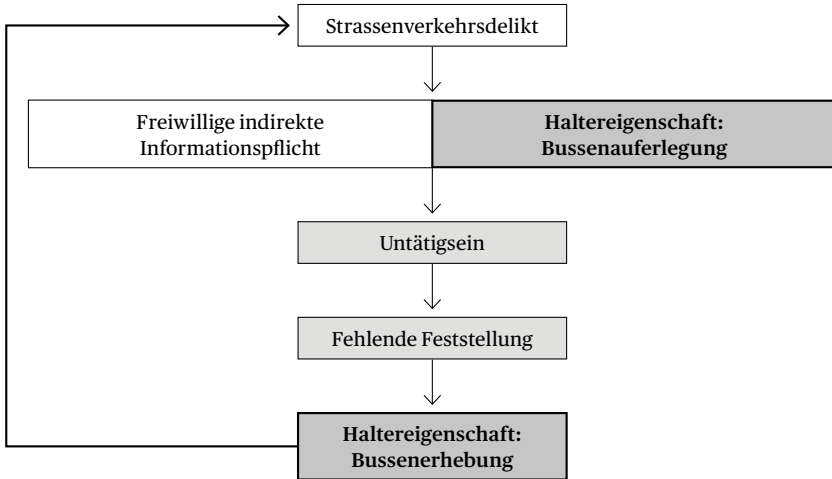 Strassenverkehrsdelikt
Freiwillige indirekte
Informationspflicht
Haltereigenschaft:
Bussenauferlegung
Untätigsein
Fehlende Feststellung
Haltereigenschaft:
Bussenerhebung